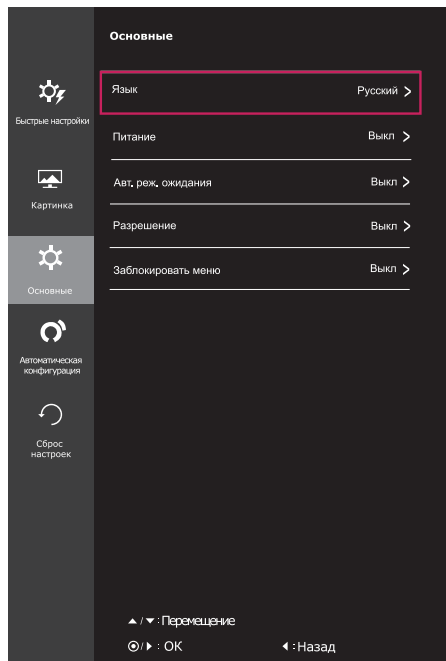 Основные
Язык Русский >
Питание Выкл >
Авт. реж. ожидания Выкл >
Разрешение Выкл >
Заблокировать меню Выкл >
Быстрые настройки
Картинка
Основные
Автоматическая
конфигурация
Сброс
настроек
▲ / ▼ : Перемещение
◉ / ▶ : OK ◀ : Назад